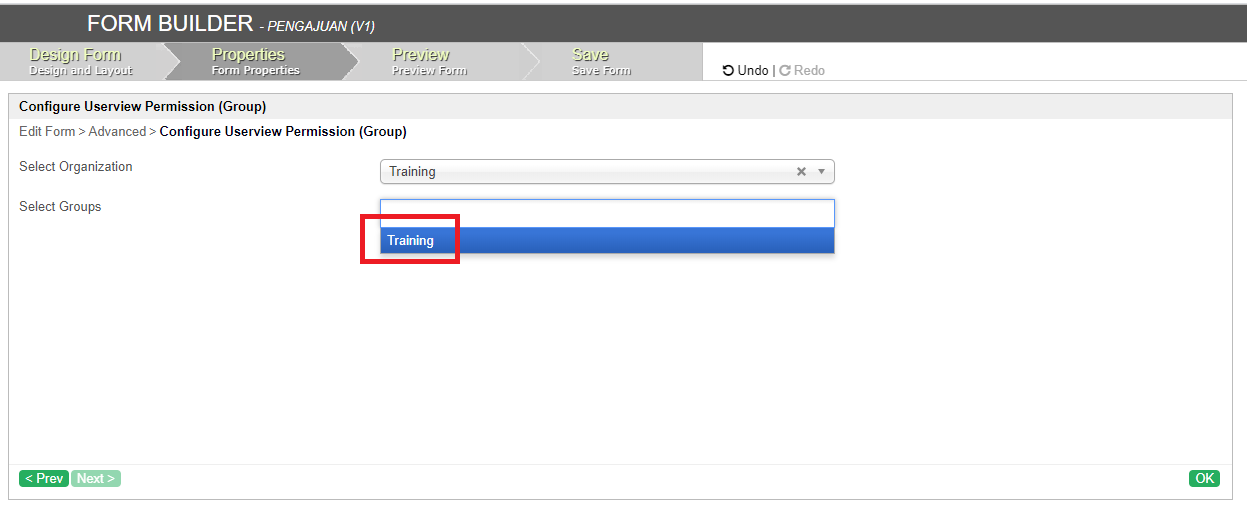 FORM BUILDER - PENGAJUAN (V1)
Design Form
Design and Layout
Properties
Form Properties
Preview
Preview Form
Save
Save Form
Undo | Redo
Configure Userview Permission (Group)
Edit Form > Advanced > Configure Userview Permission (Group)
Select Organization
Training
Select Groups
Training
< Prev
Next >
OK